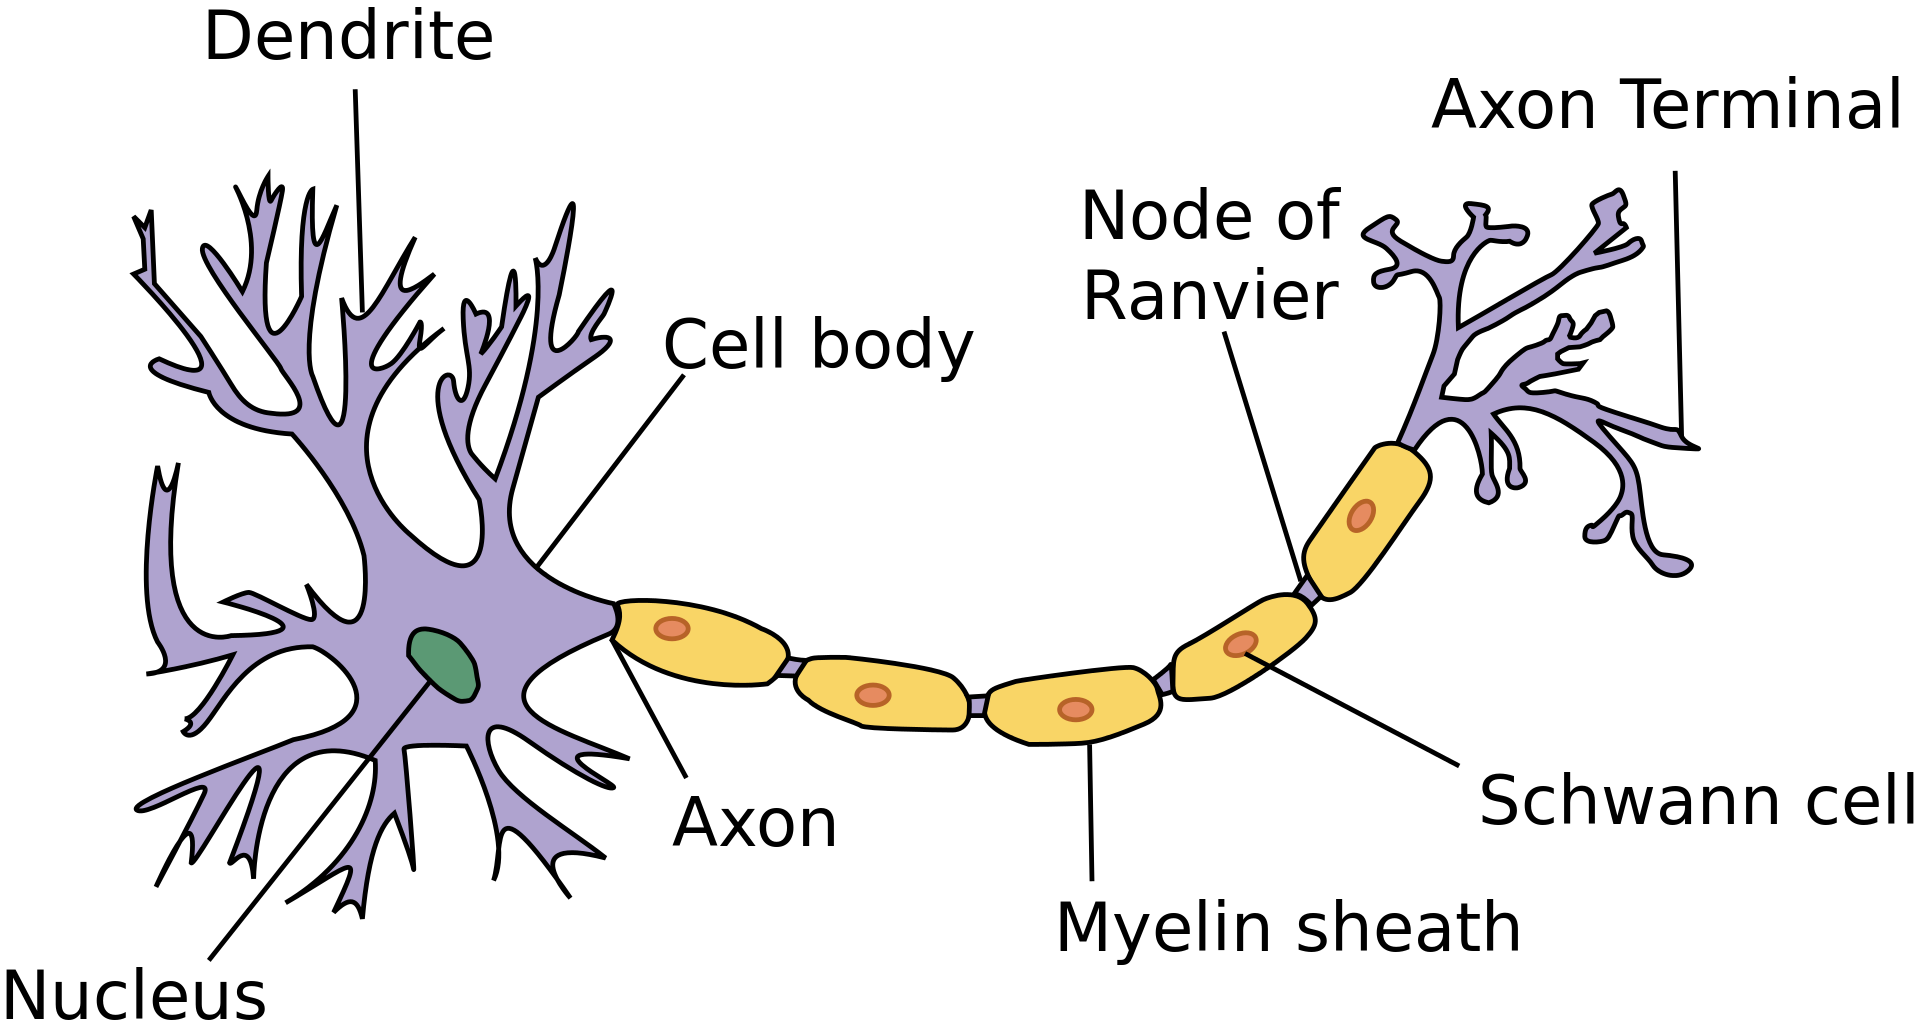 Dendrite
Axon Terminal
Node of
Ranvier
Cell body
Schwann cell
Axon
Myelin sheath
Nucleus